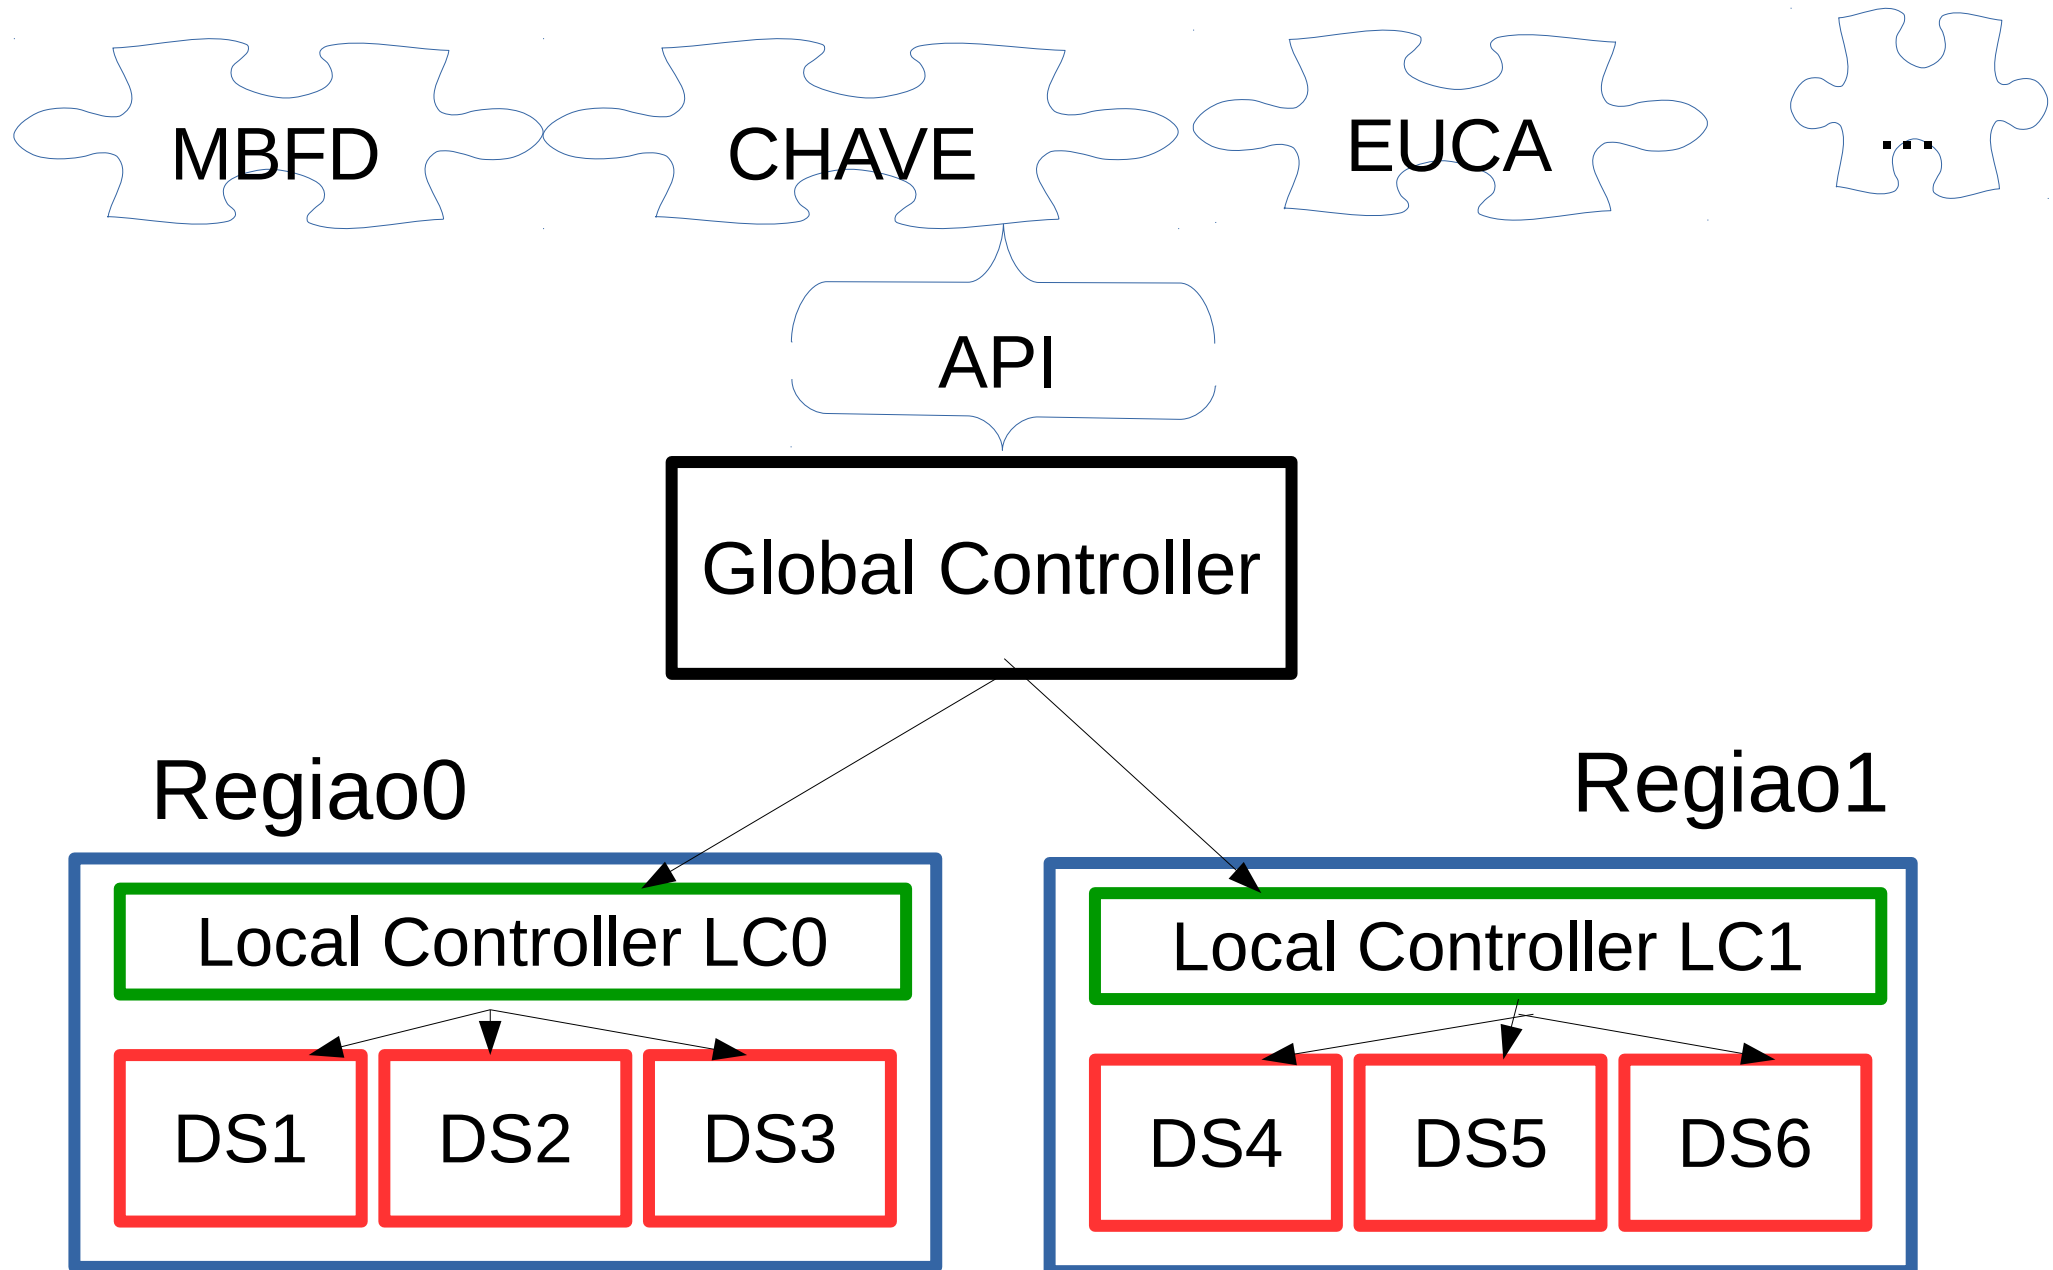 MBFD
CHAVE
EUCA
...
API
Global Controller
Regiao0
Regiao1
Local Controller LC0
Local Controller LC1
DS1
DS2
DS3
DS4
DS5
DS6